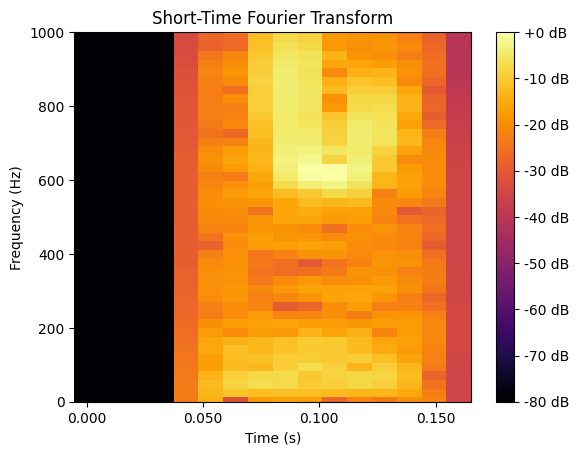 Short-Time Fourier Transform
1000
800
600
400
200
0
Frequency (Hz)
0.000
0.050
0.100
0.150
Time (s)
+0 dB
-10 dB
-20 dB
-30 dB
-40 dB
-50 dB
-60 dB
-70 dB
-80 dB